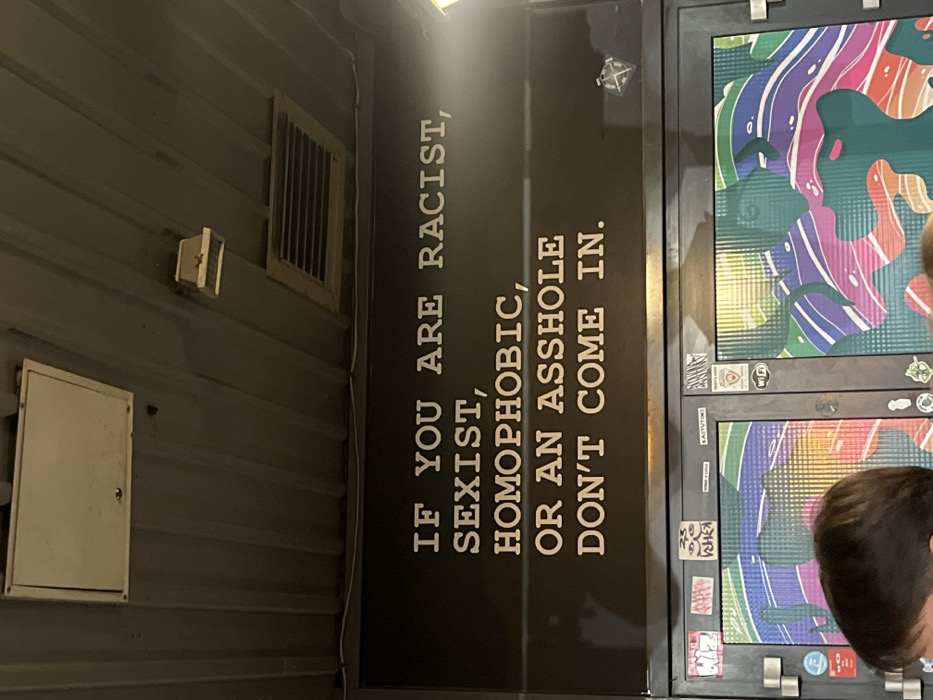 IF YOU ARE RACIST,
SEXIST,
HOMOPHOBIC,
OR AN ASSHOLE
DON'T COME IN.